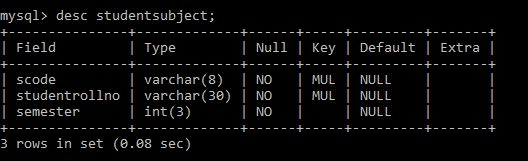 mysql> desc studentsubject;
+---------------+-------------+------+-----+---------+-------+
| Field         | Type        | Null | Key | Default | Extra |
+---------------+-------------+------+-----+---------+-------+
| scode         | varchar(8)  | NO   | MUL | NULL    |       |
| studentrollno | varchar(30) | NO   | MUL | NULL    |       |
| semester      | int(3)      | NO   |     | NULL    |       |
+---------------+-------------+------+-----+---------+-------+
3 rows in set (0.08 sec)